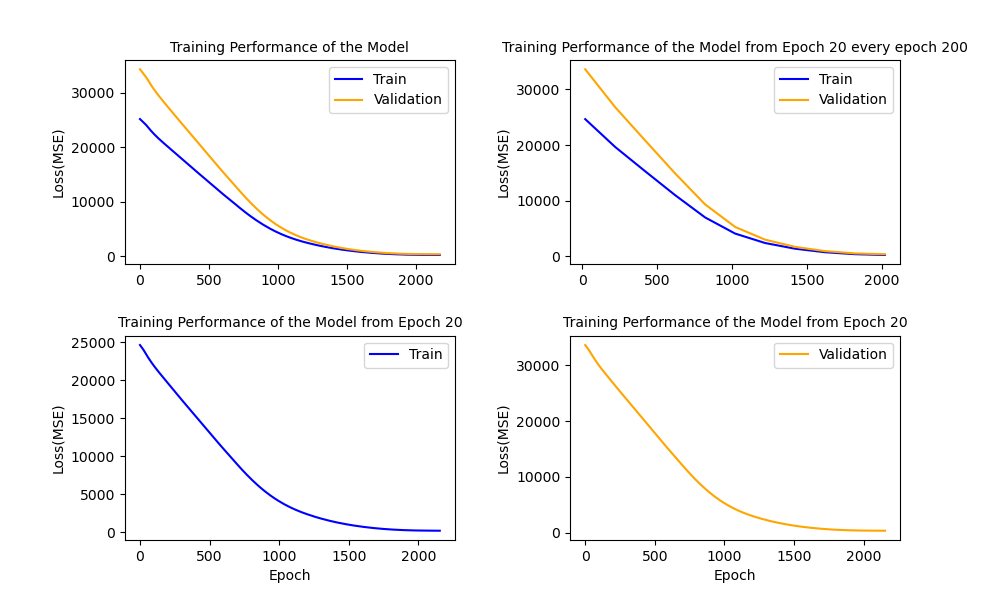 Training Performance of the Model
Loss(MSE)
30000
20000
10000
0
0 500 1000 1500 2000
Train
Validation
Training Performance of the Model from Epoch 20 every epoch 200
Loss(MSE)
30000
20000
10000
0
0 500 1000 1500 2000
Train
Validation
Training Performance of the Model from Epoch 20
Loss(MSE)
25000
20000
15000
10000
5000
0
0 500 1000 1500 2000
Epoch
Train
Training Performance of the Model from Epoch 20
Loss(MSE)
30000
20000
10000
0
0 500 1000 1500 2000
Epoch
Validation